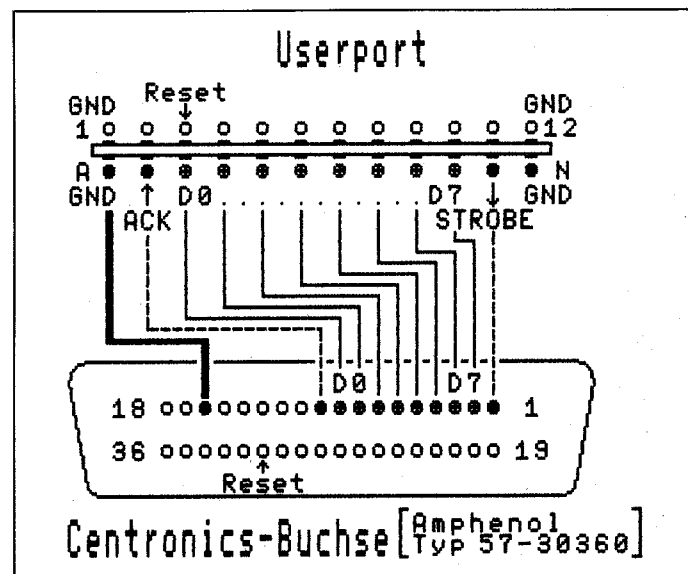 Userport
Reset
GND GND
1 12
A N
GND D0 . . . . . . . . . . . . D7 GND
ACK STROBE
D0 D7
18 1
36 19
Reset
Centronics-Buchse [Amphenol
Typ 57-30360]